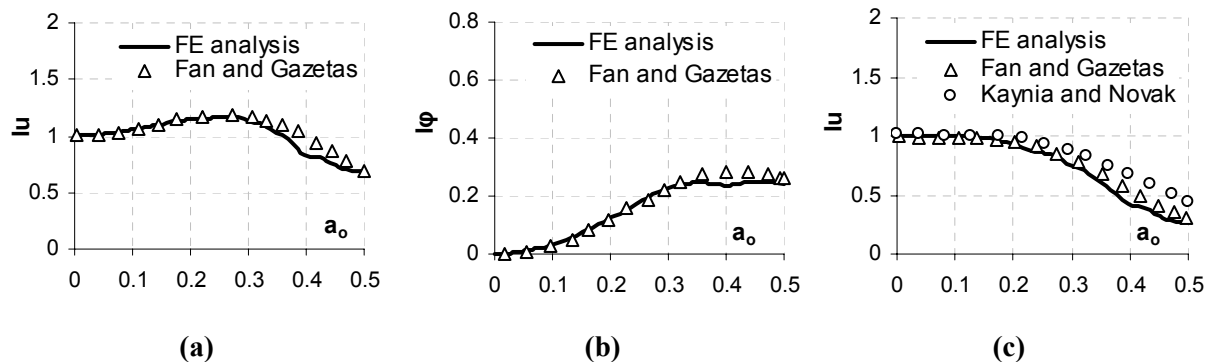 2
1.5
1
0.5
0
Iu
FE analysis
Fan and Gazetas
a₀
0 0.1 0.2 0.3 0.4 0.5
(a)
0.8
0.6
0.4
0.2
0
Iφ
FE analysis
Fan and Gazetas
a₀
0 0.1 0.2 0.3 0.4 0.5
(b)
2
1.5
1
0.5
0
Iu
FE analysis
Fan and Gazetas
Kaynia and Novak
a₀
0 0.1 0.2 0.3 0.4 0.5
(c)